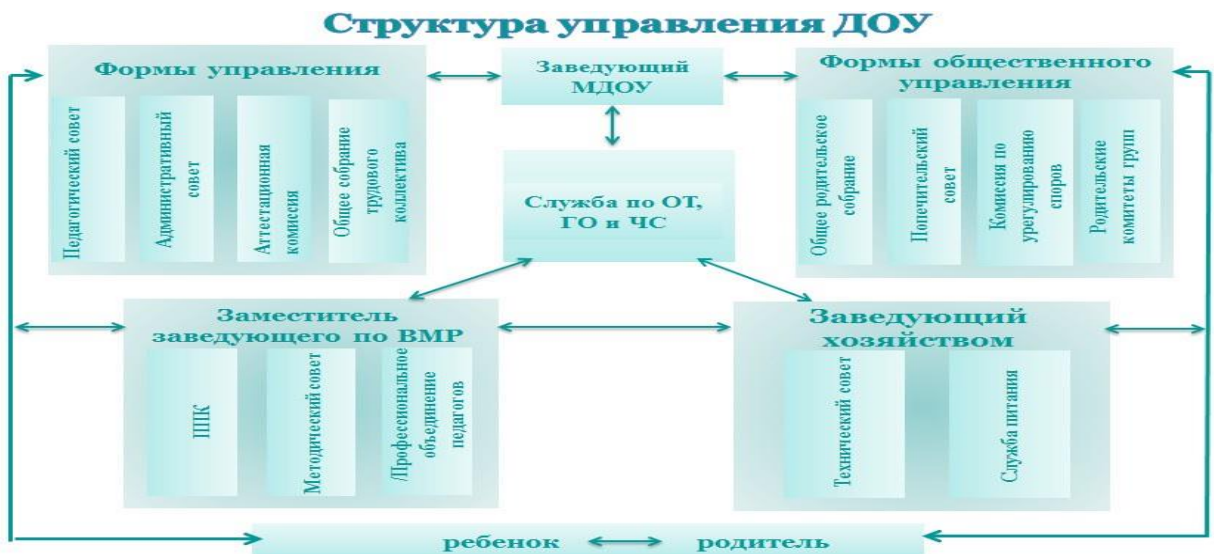 Структура управления ДОУ
Формы управления
Педагогический совет
Административный
совет
Аттестационная
комиссия
Общее собрание
трудового
коллектива
Заведующий
МДОУ
Формы общественного
управления
Общее родительское
собрание
Попечительский
совет
Комиссия по
урегулированию
споров
Родительские
комитеты групп
Служба по ОТ,
ГО и ЧС
Заместитель
заведующего по ВМР
ППК
Методический совет
/Профессиональное
объединение
педагогов
Заведующий
хозяйством
Технический совет
Служба питания
ребенок
родитель